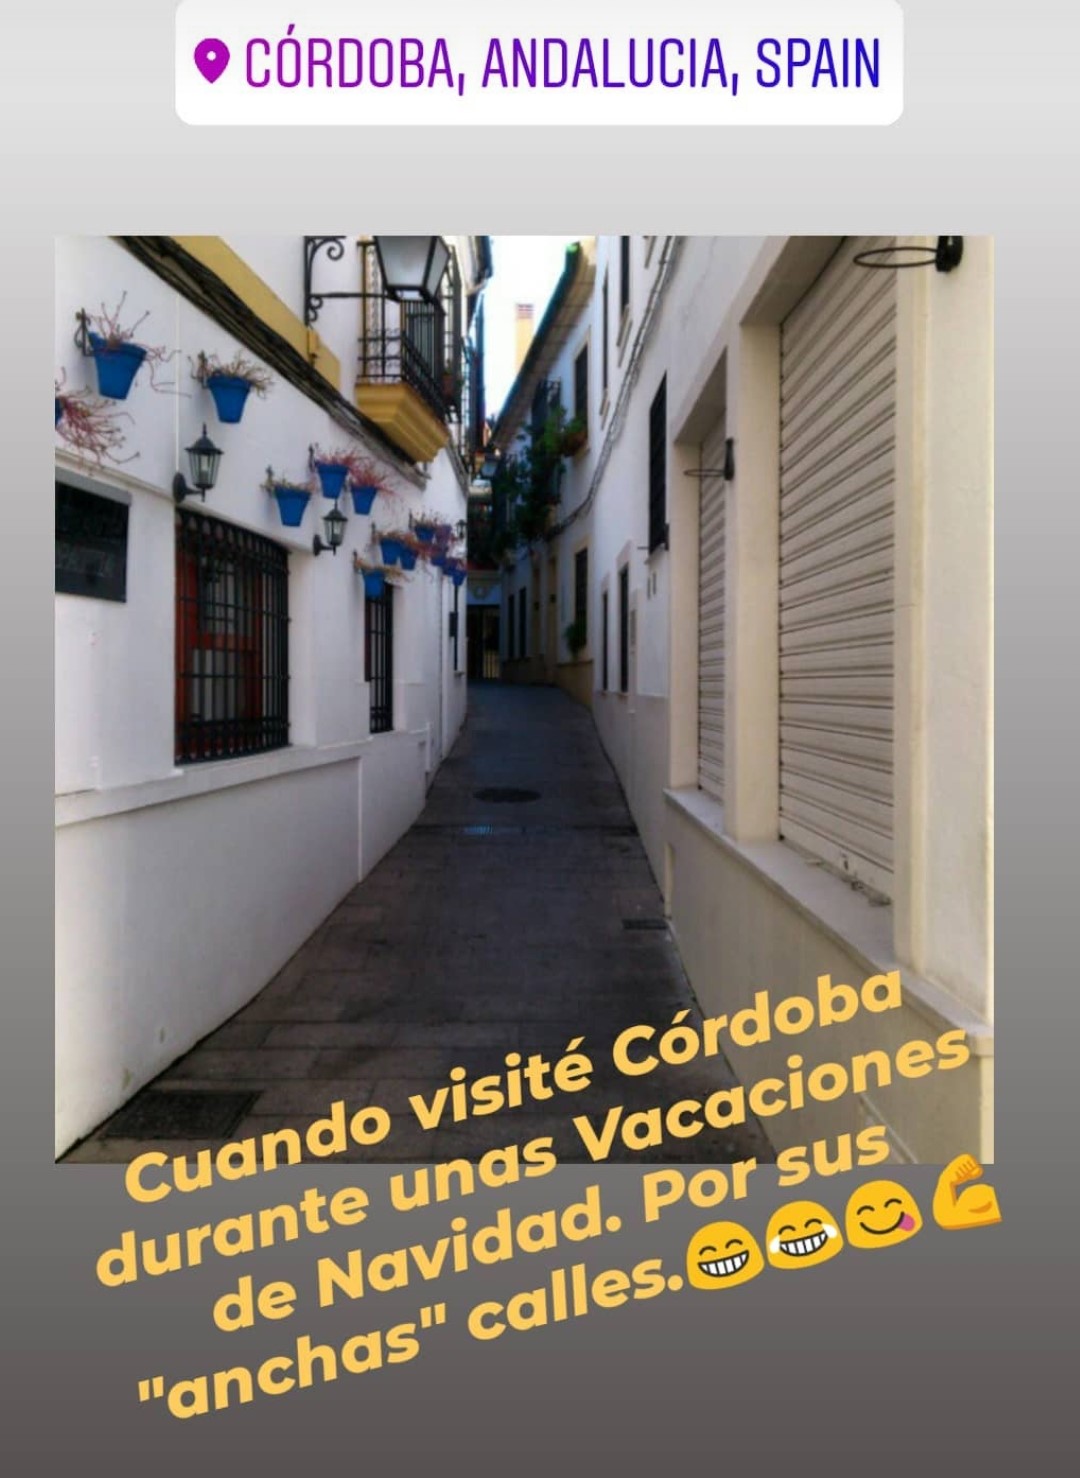 CÓRDOBA, ANDALUCIA, SPAIN
Cuando visité Córdoba
durante unas Vacaciones
de Navidad. Por sus
"anchas" calles.😁😂😋💪